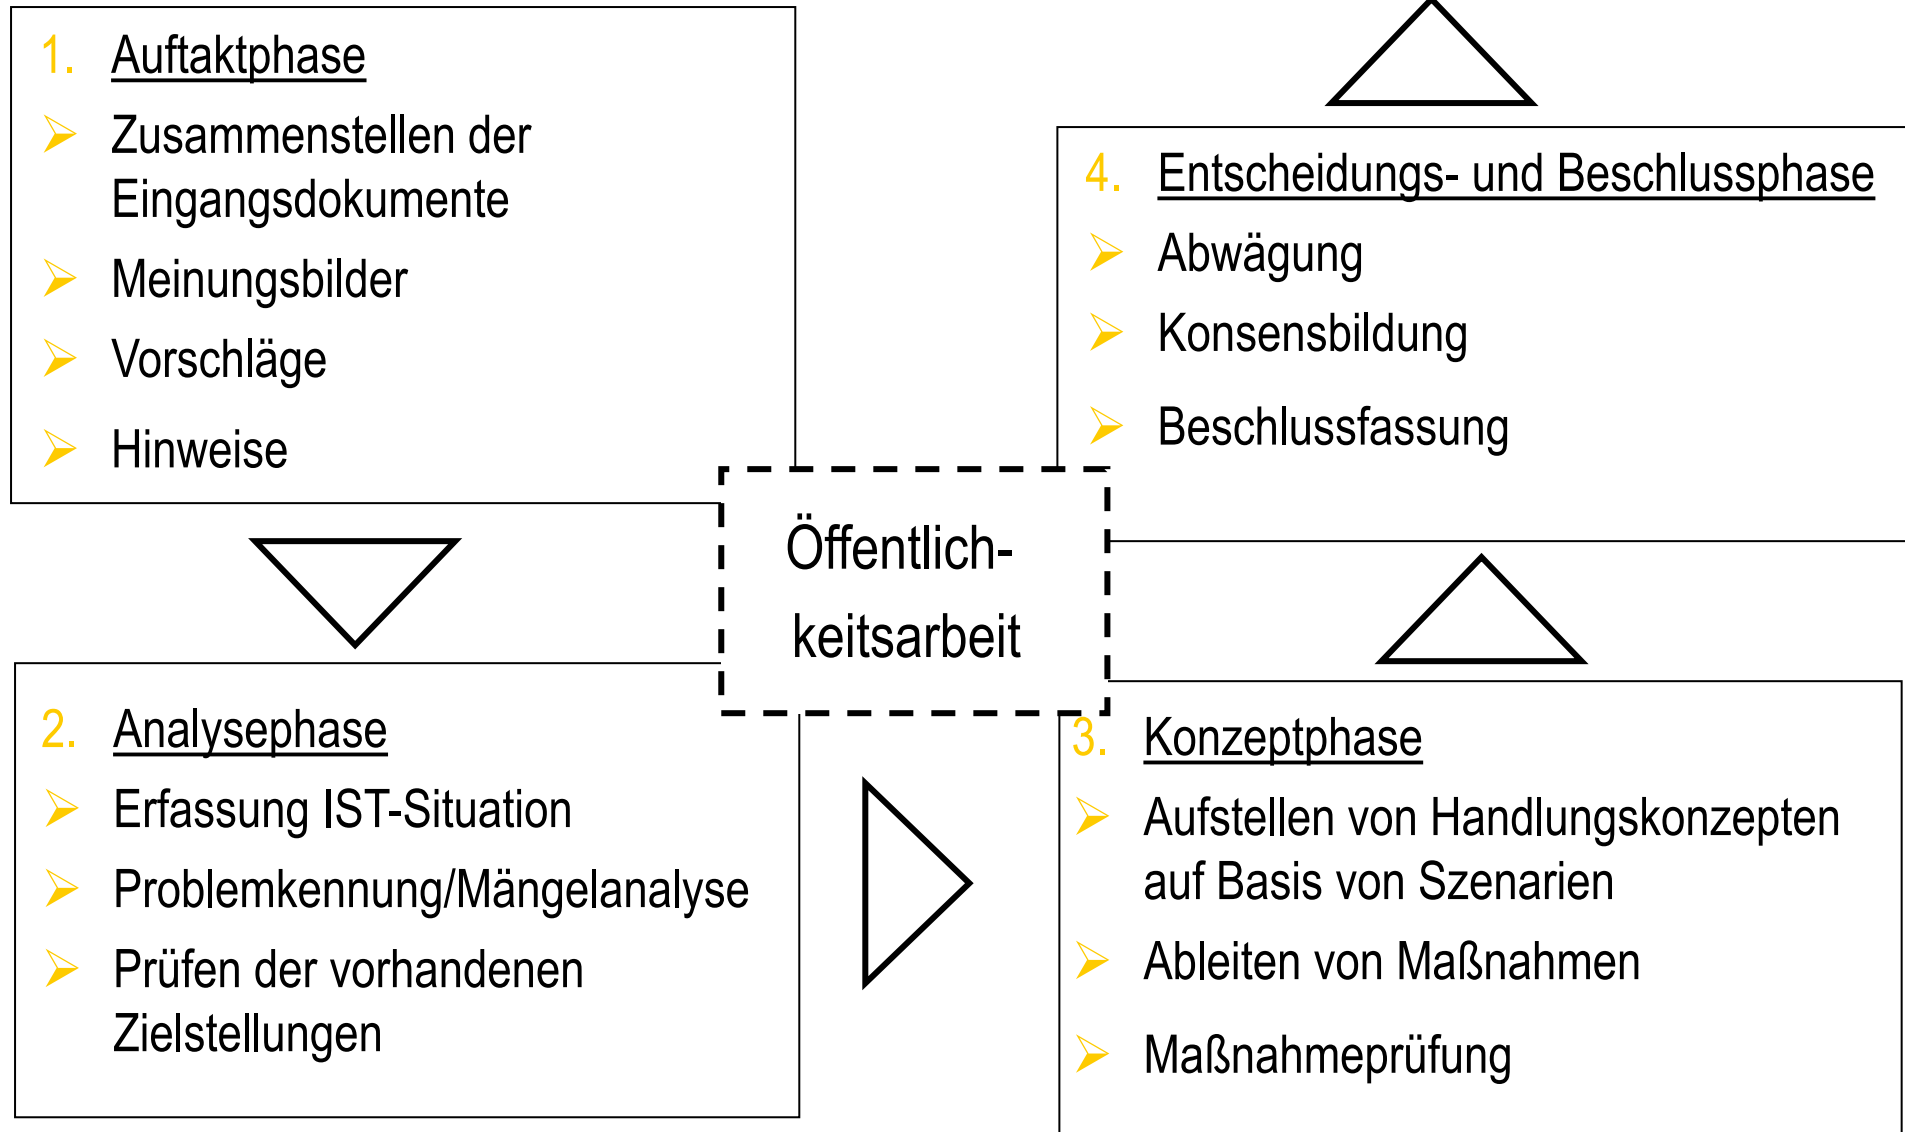 1. Auftaktphase
Zusammenstellen der
Eingangsdokumente
Meinungsbilder
Vorschläge
Hinweise
2. Analysephase
Erfassung IST-Situation
Problemkennung/Mängelanalyse
Prüfen der vorhandenen
Zielstellungen
Öffentlich-
keitsarbeit
3. Konzeptphase
Aufstellen von Handlungskonzepten
auf Basis von Szenarien
Ableiten von Maßnahmen
Maßnahmeprüfung
4. Entscheidungs- und Beschlussphase
Abwägung
Konsensbildung
Beschlussfassung